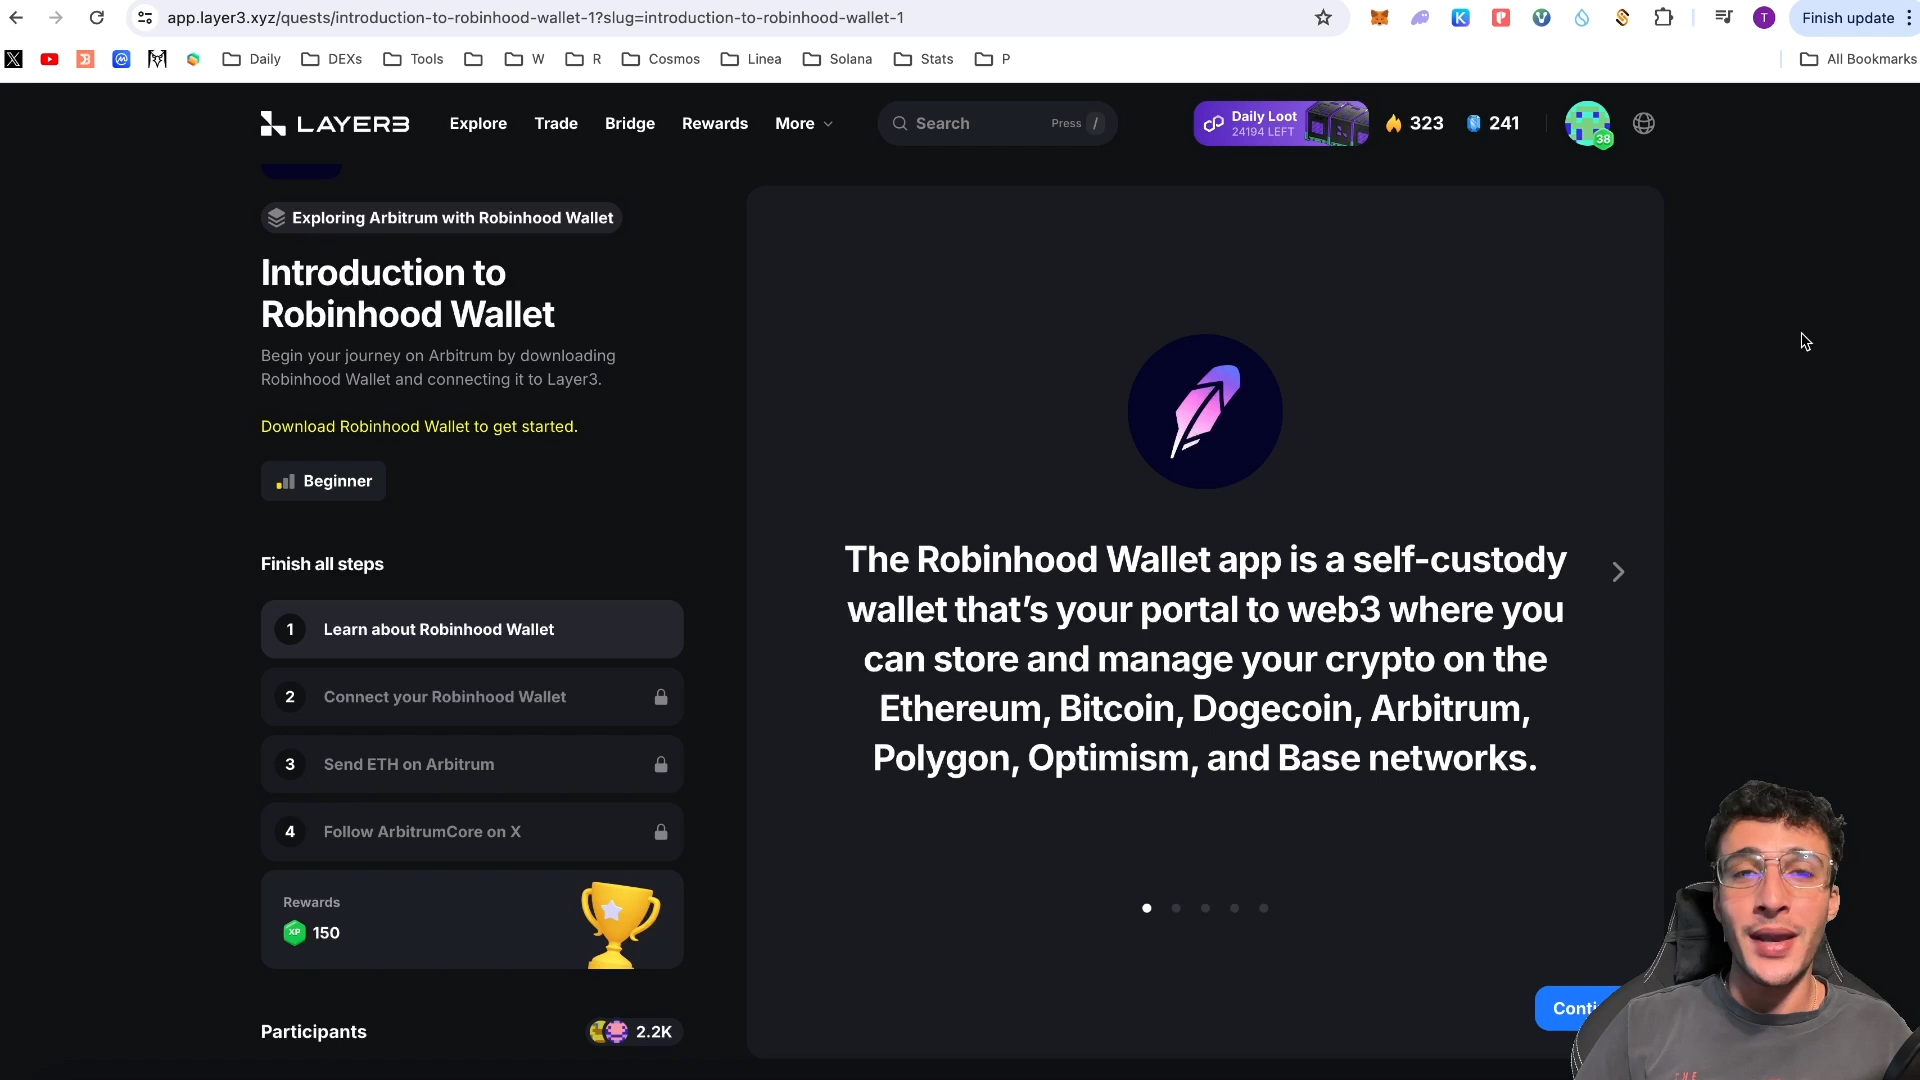 app.layer3.xyz/quests/introduction-to-robinhood-wallet-1?slug=introduction-to-robinhood-wallet-1
K
T
Finish update
Daily
DEXs
Tools
W
R
Cosmos
Linea
Solana
Stats
P
All Bookmarks
LAYER3
Explore
Trade
Bridge
Rewards
More
Search
Press /
Daily Loot
24194 LEFT
323
241
38
Exploring Arbitrum with Robinhood Wallet
Introduction to
Robinhood Wallet
Begin your journey on Arbitrum by downloading
Robinhood Wallet and connecting it to Layer3.
Download Robinhood Wallet to get started.
Beginner
Finish all steps
1 Learn about Robinhood Wallet
2 Connect your Robinhood Wallet
3 Send ETH on Arbitrum
4 Follow ArbitrumCore on X
Rewards
XP 150
Participants
2.2K
The Robinhood Wallet app is a self-custody
wallet that’s your portal to web3 where you
can store and manage your crypto on the
Ethereum, Bitcoin, Dogecoin, Arbitrum,
Polygon, Optimism, and Base networks.
Conti
THE